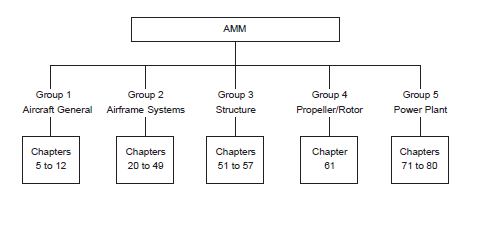 AMM
Group 1
Aircraft General
Group 2
Airframe Systems
Group 3
Structure
Group 4
Propeller/Rotor
Group 5
Power Plant
Chapters
5 to 12
Chapters
20 to 49
Chapters
51 to 57
Chapter
61
Chapters
71 to 80